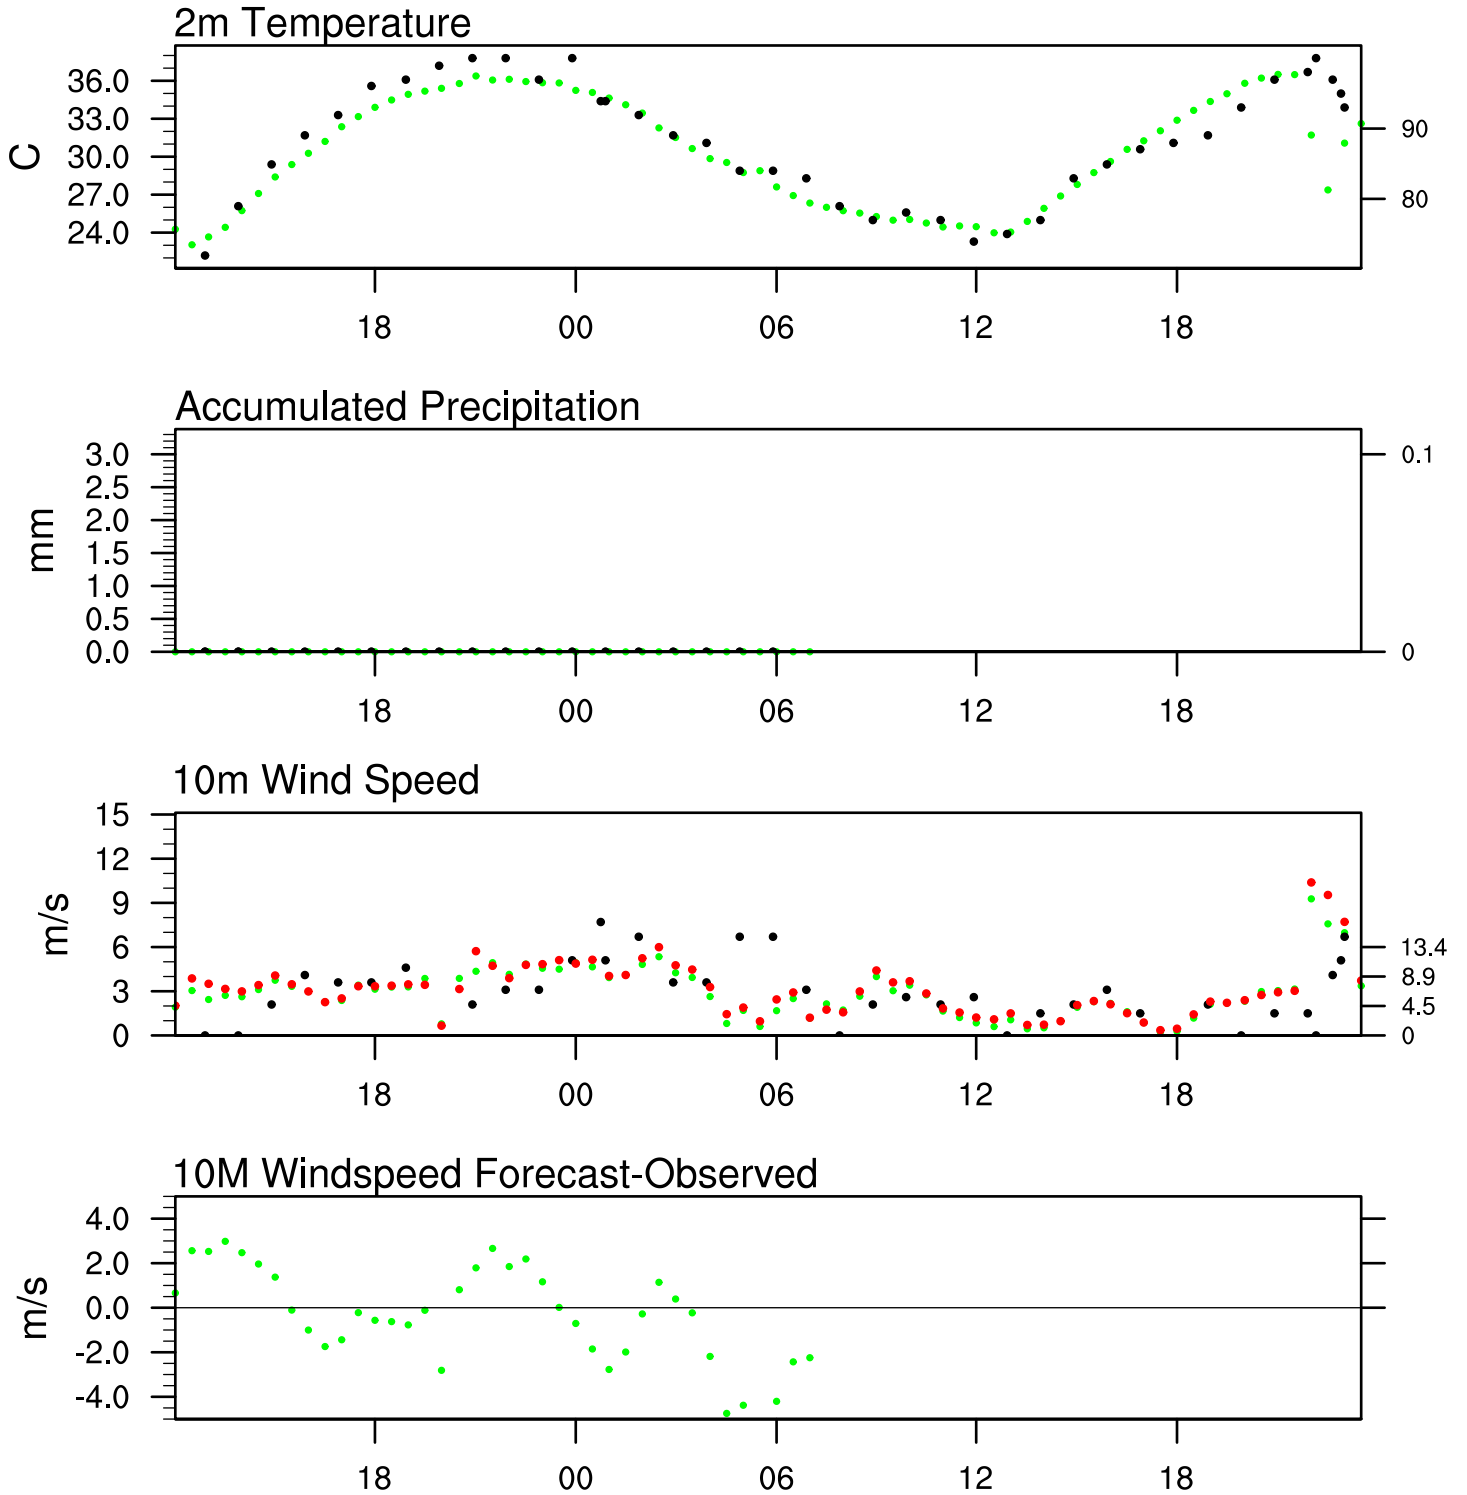 2m Temperature
36.0
33.0
30.0
27.0
24.0
C
90
80
18 00 06 12 18
Accumulated Precipitation
3.0
2.5
2.0
1.5
1.0
0.5
0.0
mm
0.1
0
18 00 06 12 18
10m Wind Speed
15
12
9
6
3
0
m/s
13.4
8.9
4.5
0
18 00 06 12 18
10M Windspeed Forecast-Observed
4.0
2.0
0.0
-2.0
-4.0
m/s
18 00 06 12 18